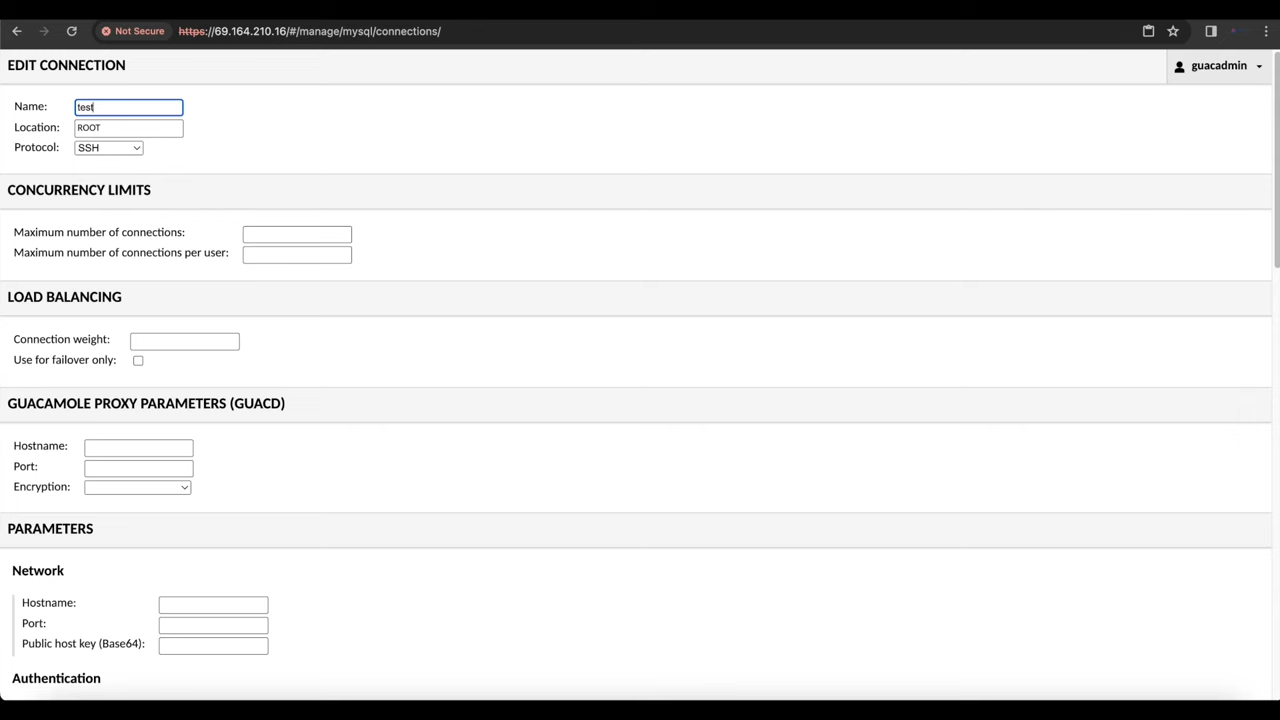 Not Secure https://69.164.210.16/#/manage/mysql/connections/
EDIT CONNECTION
guacadmin
Name: test
Location: ROOT
Protocol: SSH
CONCURRENCY LIMITS
Maximum number of connections:
Maximum number of connections per user:
LOAD BALANCING
Connection weight:
Use for failover only:
GUACAMOLE PROXY PARAMETERS (GUACD)
Hostname:
Port:
Encryption:
PARAMETERS
Network
Hostname:
Port:
Public host key (Base64):
Authentication